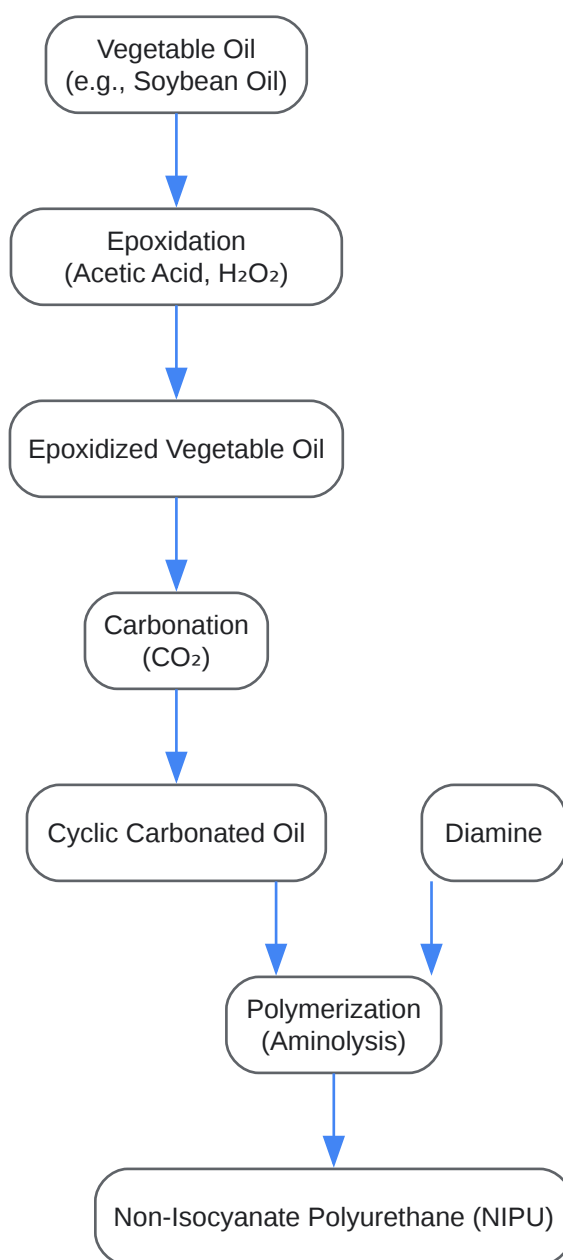 Vegetable Oil
(e.g., Soybean Oil)
Epoxidation
(Acetic Acid, H₂O₂)
Epoxidized Vegetable Oil
Carbonation
(CO₂)
Cyclic Carbonated Oil
Diamine
Polymerization
(Aminolysis)
Non-Isocyanate Polyurethane (NIPU)